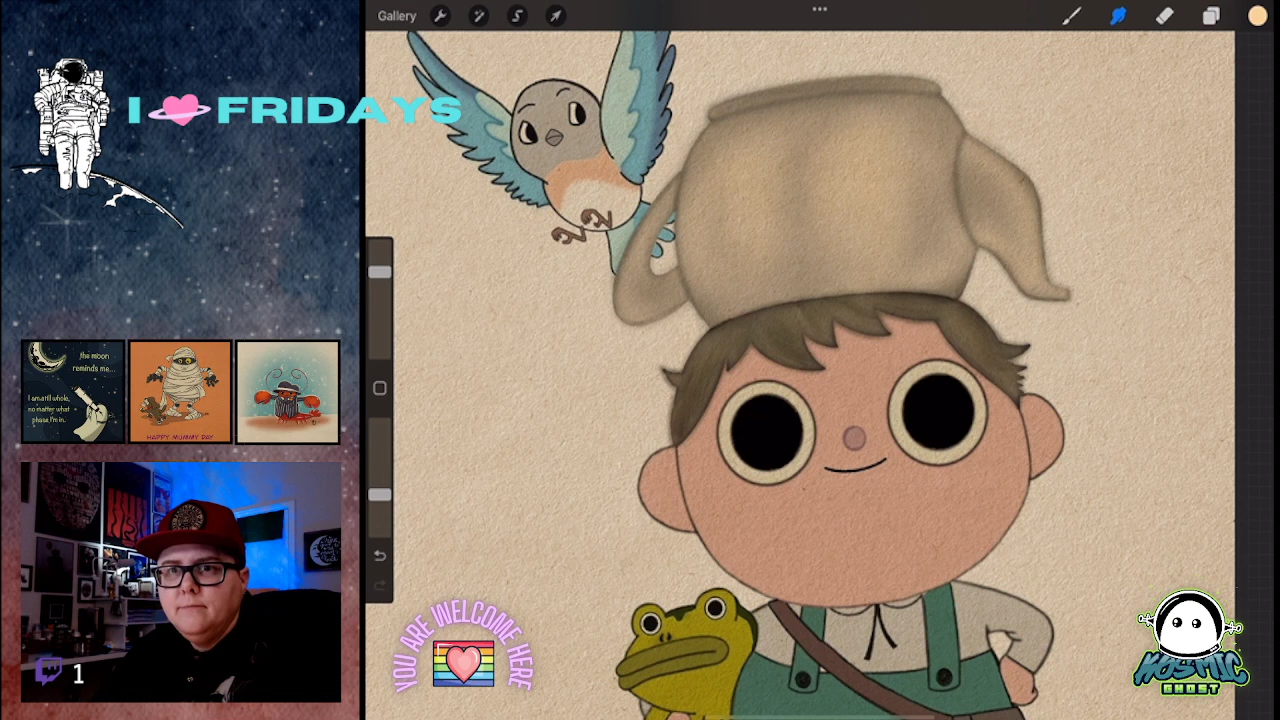 Gallery
I FRIDAYS
the moon
reminds me...
I am still whole,
no matter what
phase I'm in.
HAPPY MUMMY DAY
1
YOU ARE WELCOME HERE
KOSMIC
GHOST